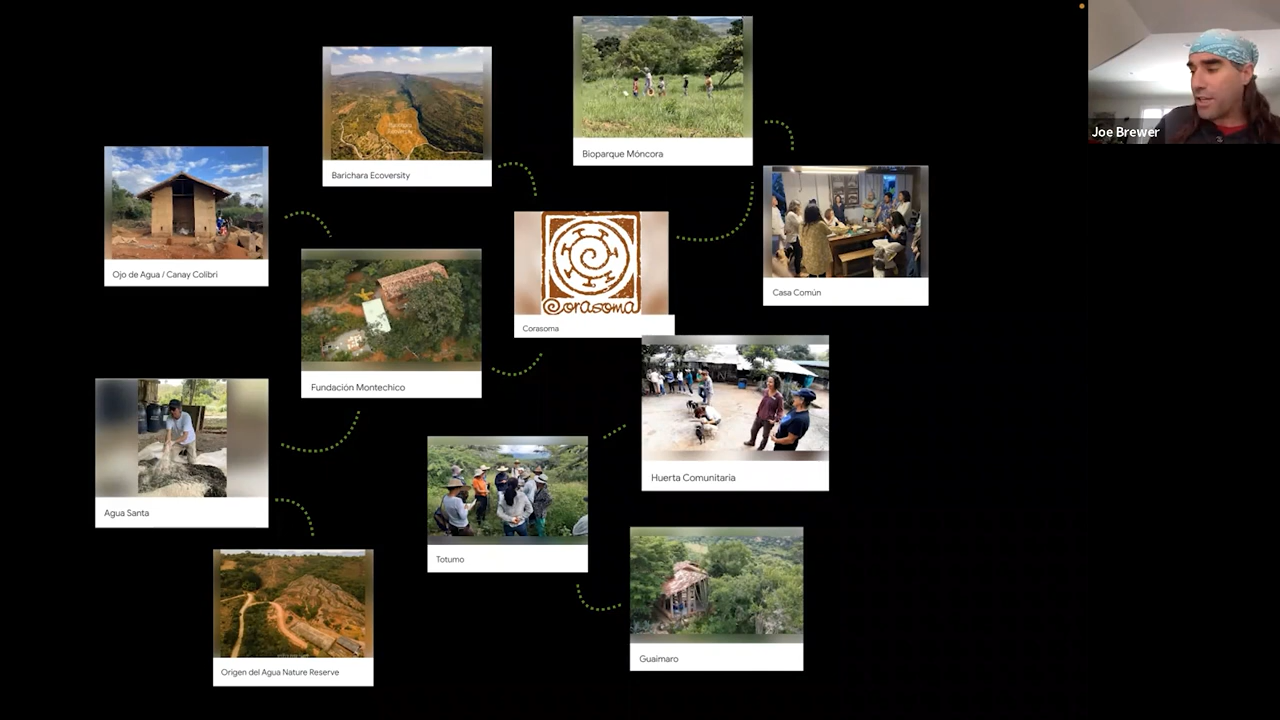 Bioparque Móncora
Barichara Ecoversity
Joe Brewer
Ojo de Agua / Canay Colibrí
Corasoma
Corasoma
Casa Común
Fundación Montechico
Huerta Comunitaria
Agua Santa
Totumo
Guaimaro
Origen del Agua Nature Reserve